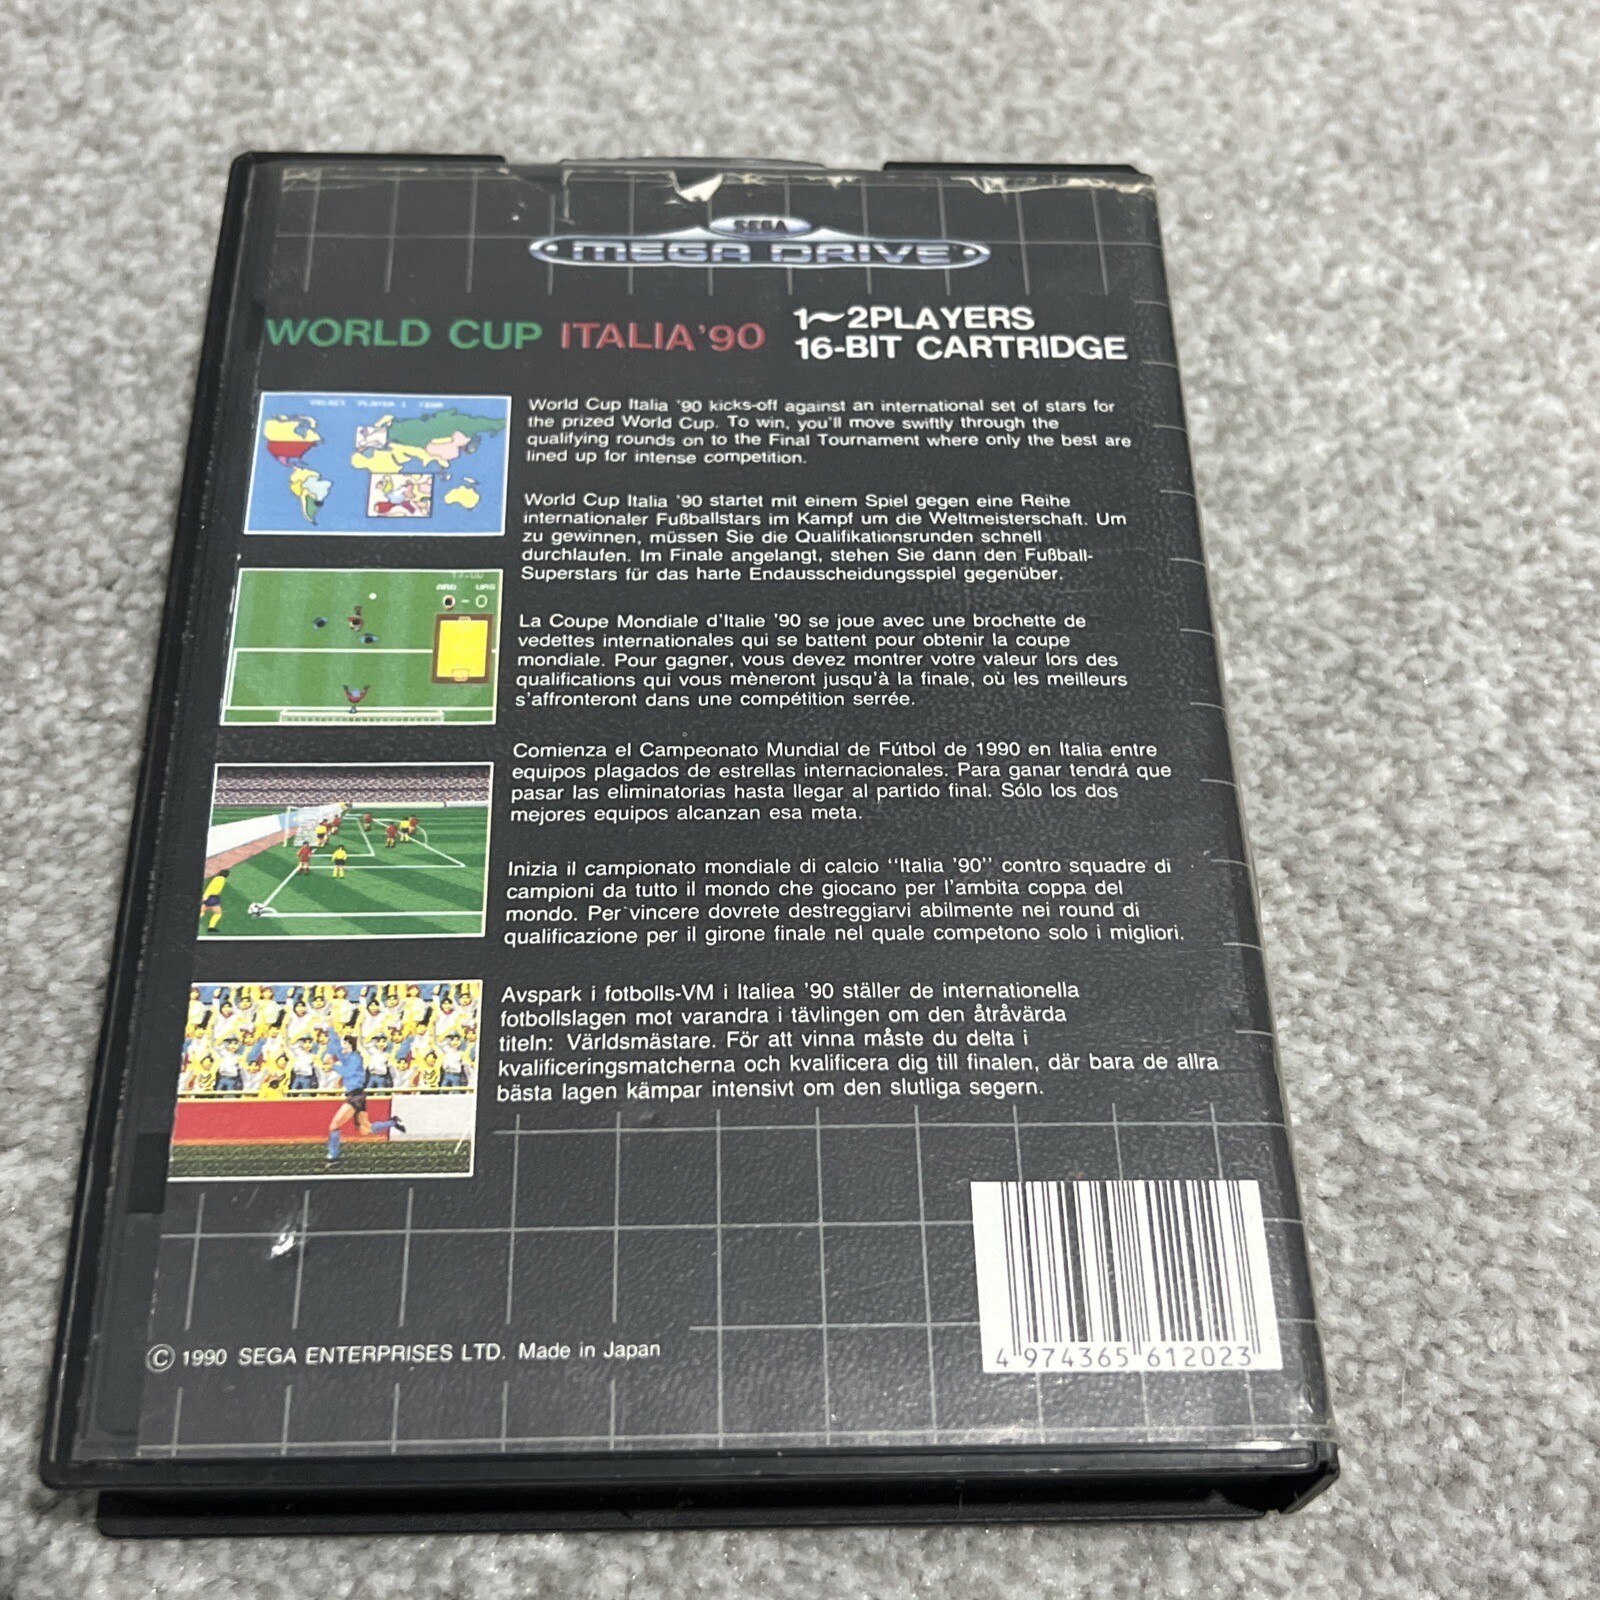 SEGA
MEGA DRIVE
WORLD CUP ITALIA '90
1~2PLAYERS
16-BIT CARTRIDGE
SELECT PLAYER 1 TEAM
World Cup Italia '90 kicks-off against an international set of stars for
the prized World Cup. To win, you'll move swiftly through the
qualifying rounds on to the Final Tournament where only the best are
lined up for intense competition.
World Cup Italia '90 startet mit einem Spiel gegen eine Reihe
internationaler Fußballstars im Kampf um die Weltmeisterschaft. Um
zu gewinnen, müssen Sie die Qualifikationsrunden schnell
durchlaufen. Im Finale angelangt, stehen Sie dann den Fußball-
Superstars für das harte Endausscheidungsspiel gegenüber.
ARG URS
0-0
La Coupe Mondiale d'Italie '90 se joue avec une brochette de
vedettes internationales qui se battent pour obtenir la coupe
mondiale. Pour gagner, vous devez montrer votre valeur lors des
qualifications qui vous mèneront jusqu'à la finale, où les meilleurs
s'affronteront dans une compétition serrée.
Comienza el Campeonato Mundial de Fútbol de 1990 en Italia entre
equipos plagados de estrellas internacionales. Para ganar tendrá que
pasar las eliminatorias hasta llegar al partido final. Sólo los dos
mejores equipos alcanzan esa meta.
Inizia il campionato mondiale di calcio "Italia '90" contro squadre di
campioni da tutto il mondo che giocano per l'ambita coppa del
mondo. Per vincere dovrete destreggiarvi abilmente nei round di
qualificazione per il girone finale nel quale competono solo i migliori.
Avspark i fotbolls-VM i Italiea '90 ställer de internationella
fotbollslagen mot varandra i tävlingen om den åtråvärda
titeln: Världsmästare. För att vinna måste du delta i
kvalificeringsmatcherna och kvalificera dig till finalen, där bara de allra
bästa lagen kämpar intensivt om den slutliga segern.
© 1990 SEGA ENTERPRISES LTD. Made in Japan
4 974365 612023